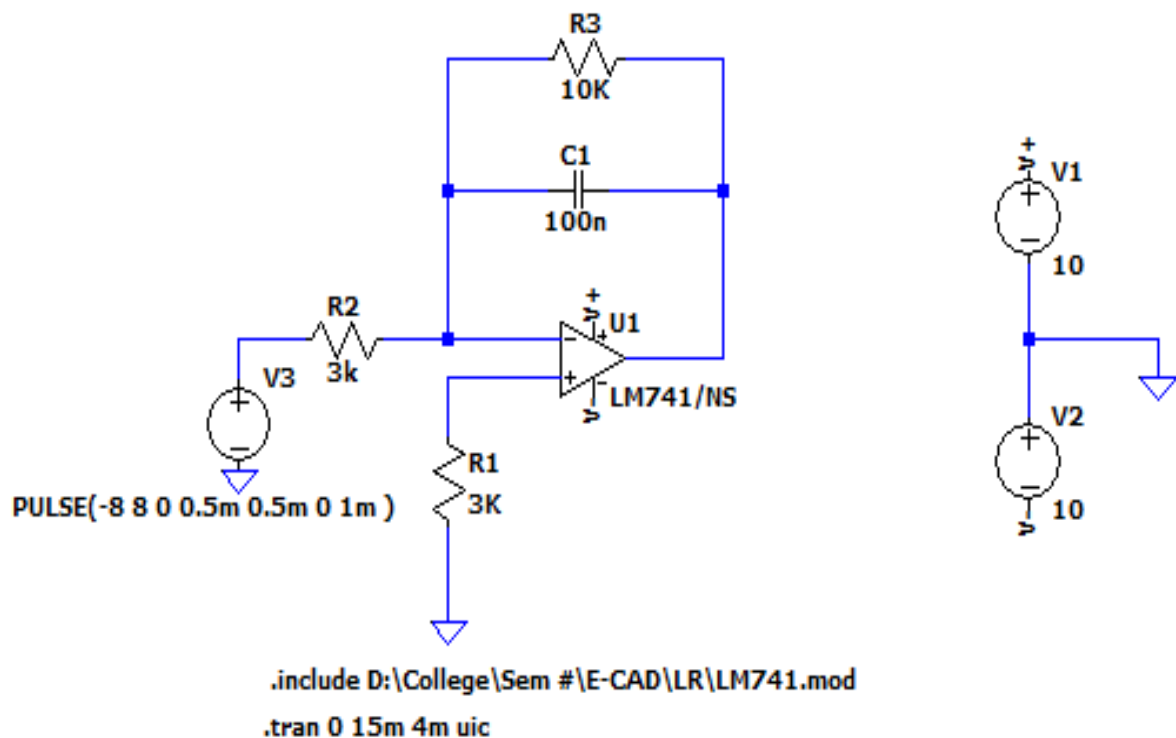 R3
10K
C1
100n
+
V1
+
-
10
R2
3k
+
U1
-
+
+
-
LM741/NS
V3
+
-
R1
3K
V2
+
-
10
PULSE(-8 8 0 0.5m 0.5m 0 1m )
.include D:\College\Sem #\E-CAD\LR\LM741.mod
.tran 0 15m 4m uic